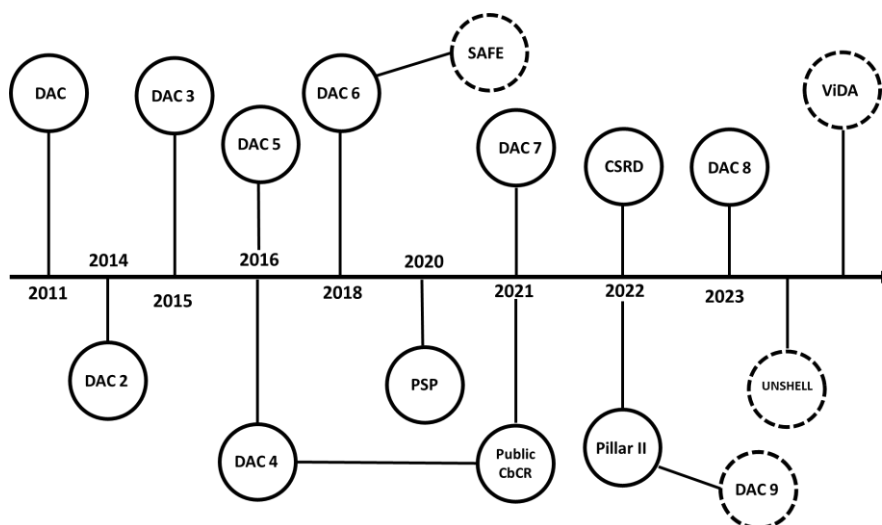 SAFE
DAC
DAC 3
DAC 6
ViDA
DAC 5
DAC 7
CSRD
DAC 8
2014
2016
2020
2011
2015
2018
2021
2022
2023
DAC 2
PSP
UNSHELL
DAC 4
Public
CbCR
Pillar II
DAC 9